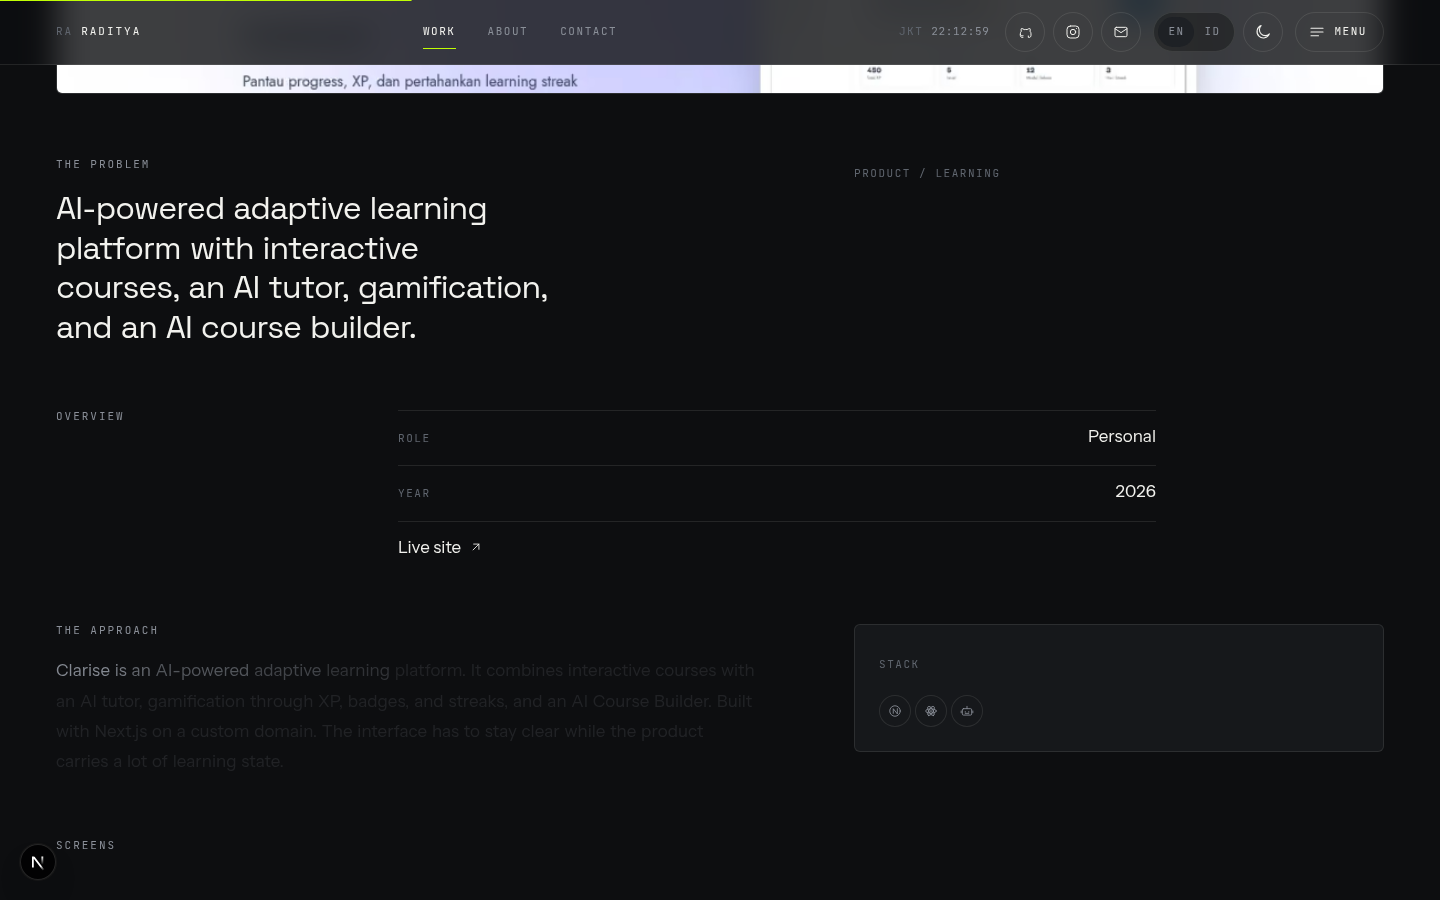 RA RADITYA
WORK
ABOUT
CONTACT
JKT 22:12:59
EN
ID
MENU
Pantau progress, XP, dan pertahankan learning streak
450
5
12
3
THE PROBLEM
PRODUCT / LEARNING
AI-powered adaptive learning
platform with interactive
courses, an AI tutor, gamification,
and an AI course builder.
OVERVIEW
ROLE
Personal
YEAR
2026
Live site
THE APPROACH
Clarise is an AI-powered adaptive learning platform. It combines interactive courses with
an AI tutor, gamification through XP, badges, and streaks, and an AI Course Builder. Built
with Next.js on a custom domain. The interface has to stay clear while the product
carries a lot of learning state.
STACK
SCREENS
N